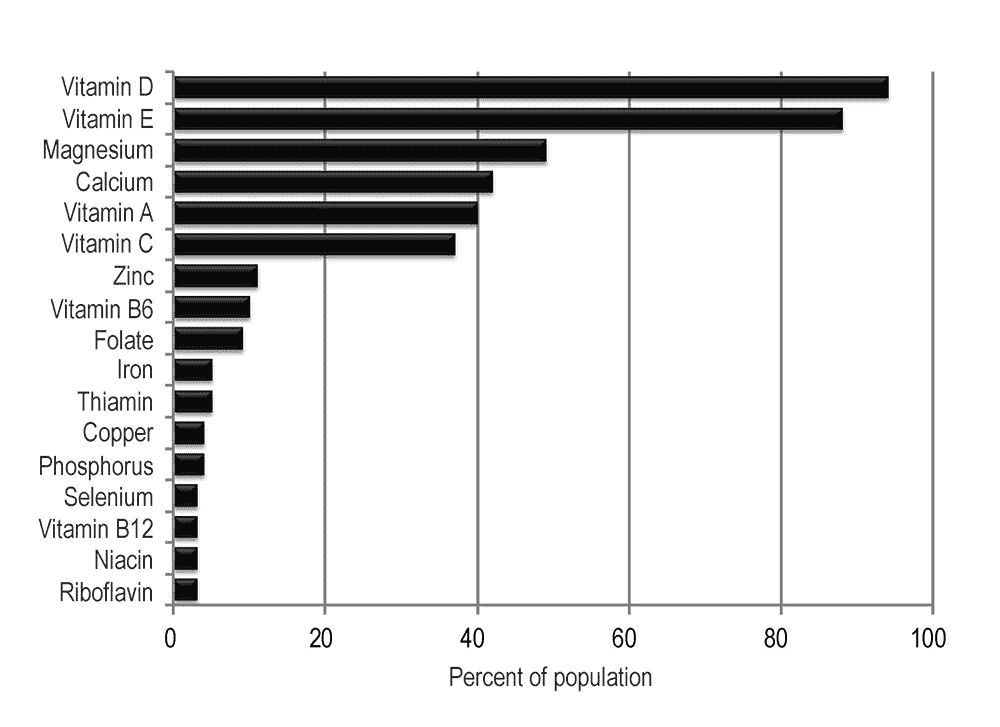 Vitamin D
Vitamin E
Magnesium
Calcium
Vitamin A
Vitamin C
Zinc
Vitamin B6
Folate
Iron
Thiamin
Copper
Phosphorus
Selenium
Vitamin B12
Niacin
Riboflavin
0 20 40 60 80 100
Percent of population